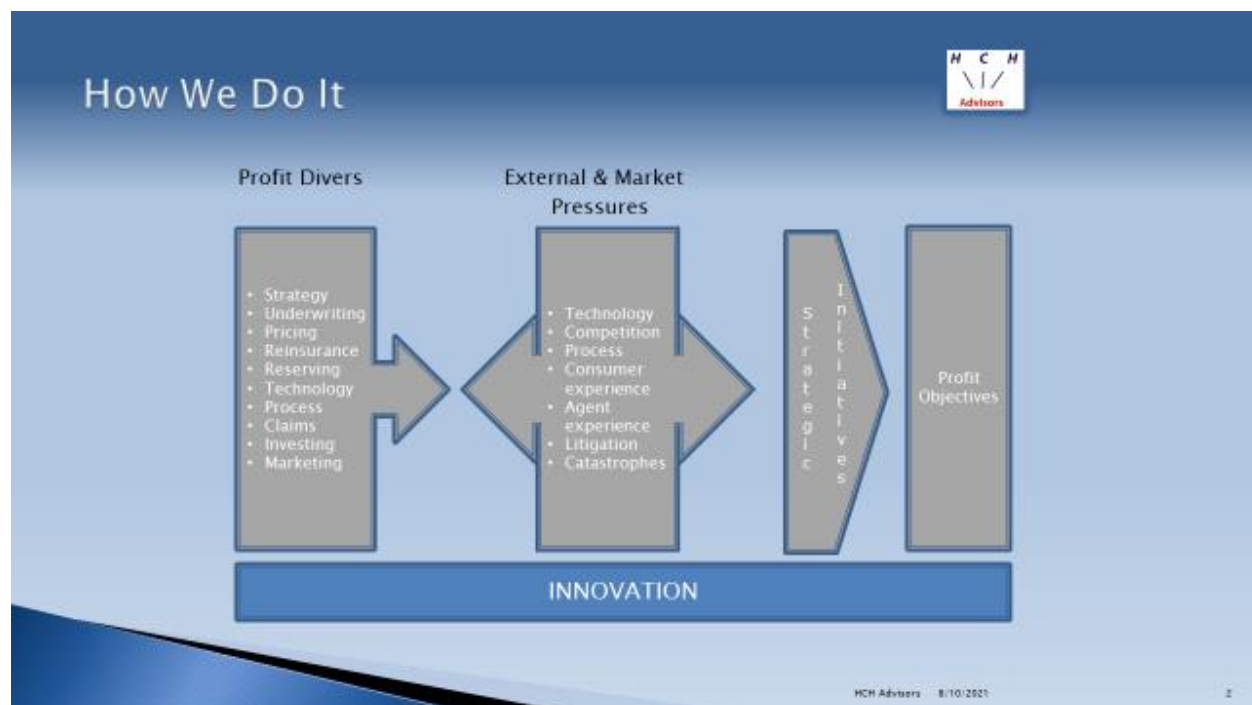 How We Do It
H C H
Advisors
Profit Divers
External & Market
Pressures
• Strategy
• Underwriting
• Pricing
• Reinsurance
• Reserving
• Technology
• Process
• Claims
• Investing
• Marketing
• Technology
• Competition
• Process
• Consumer
experience
• Agent
experience
• Litigation
• Catastrophes
Strategic
Initiatives
Profit
Objectives
INNOVATION
HCH Advisors 8/10/2021 2